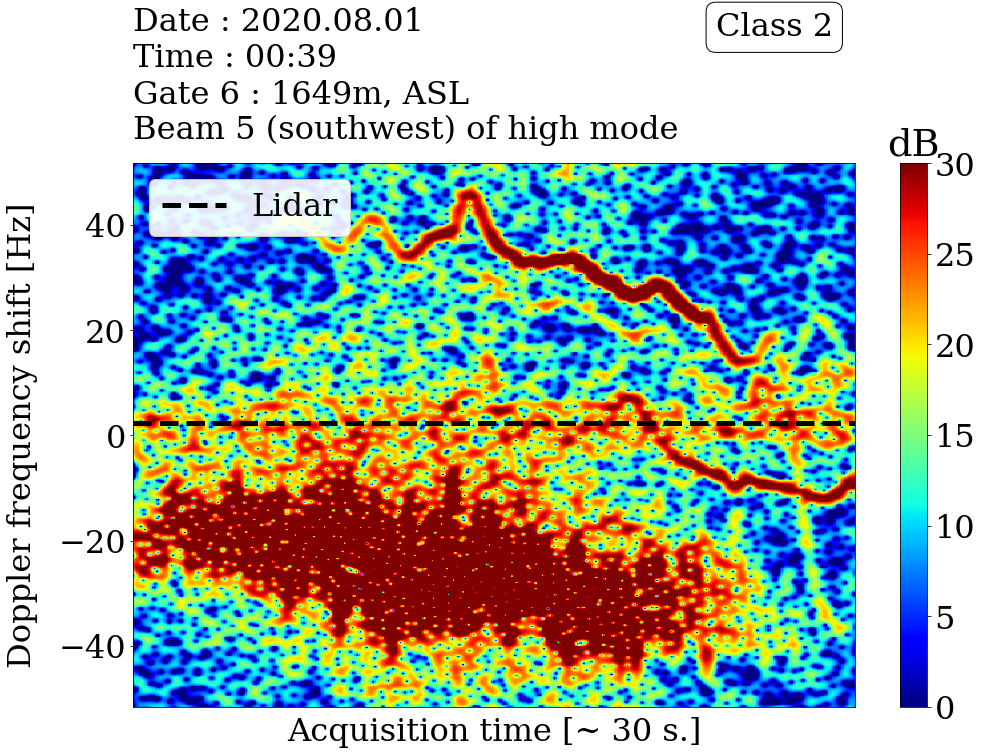 Date : 2020.08.01
Time : 00:39
Gate 6 : 1649m, ASL
Beam 5 (southwest) of high mode
Class 2
dB
Lidar
Doppler frequency shift [Hz]
40
20
0
−20
−40
30
25
20
15
10
5
0
Acquisition time [~ 30 s.]